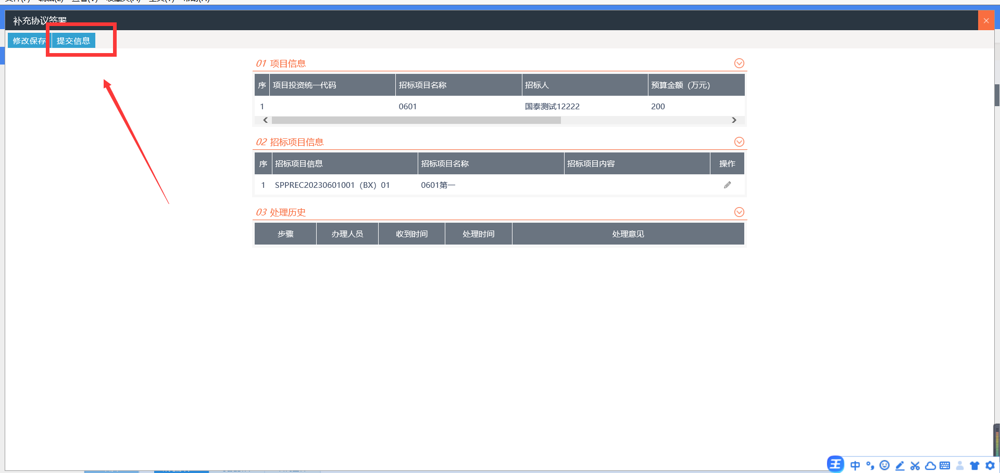 补充协议签署
修改保存 提交信息
01 项目信息
序 项目投资统一代码 招标项目名称 招标人 预算金额（万元）
1 0601 国泰测试12222 200
02 招标项目信息
序 招标项目信息 招标项目名称 招标项目内容 操作
1 SPPREC20230601001（BX）01 0601第一
03 处理历史
步骤 办理人员 收到时间 处理时间 处理意见
王 中